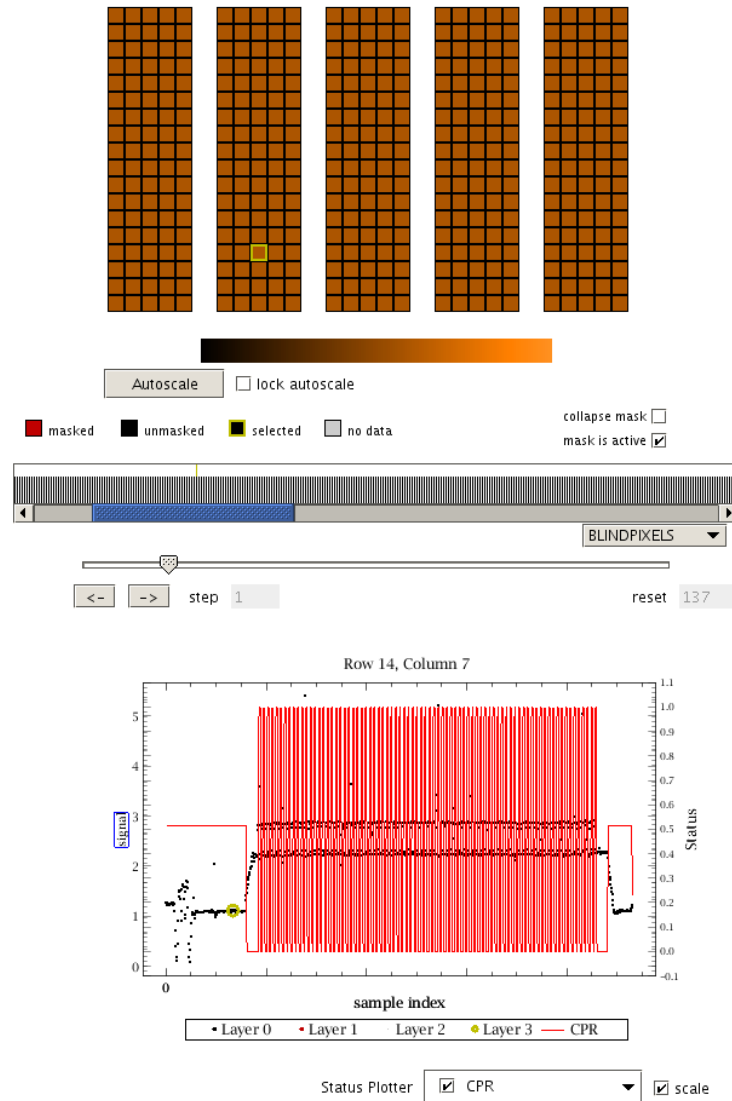 Autoscale lock autoscale
collapse mask
masked unmasked selected no data
mask is active
BLINDPIXELS
<- -> step 1 reset 137
Row 14, Column 7
1.1
5 1.0
0.9
4 0.8
0.7
3 0.6
signal 0.5 Status
2 0.4
0.3
1 0.2
0.1
0 0.0
-0.1
0
sample index
Layer 0 Layer 1 Layer 2 Layer 3 CPR
Status Plotter CPR scale